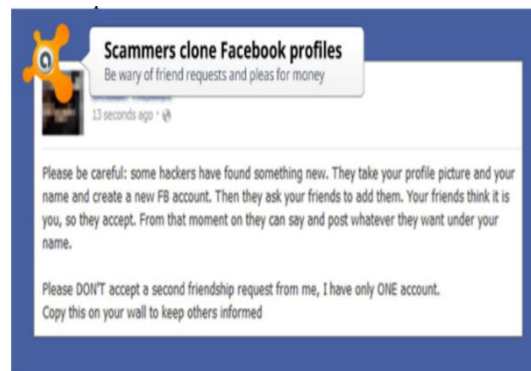 Scammers clone Facebook profiles
Be wary of friend requests and pleas for money
13 seconds ago ·
Please be careful: some hackers have found something new. They take your profile picture and your
name and create a new FB account. Then they ask your friends to add them. Your friends think it is
you, so they accept. From that moment on they can say and post whatever they want under your
name.
Please DON'T accept a second friendship request from me, I have only ONE account.
Copy this on your wall to keep others informed